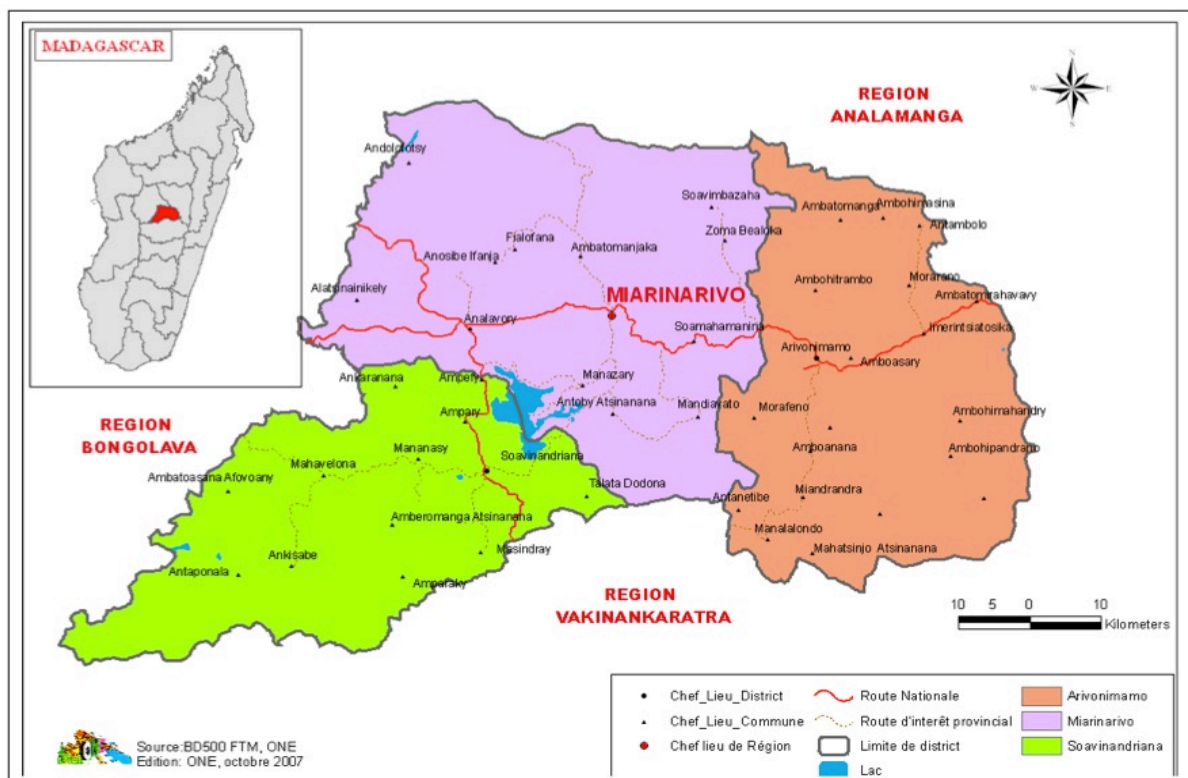 MADAGASCAR
N
W
E
S
REGION
ANALAMANGA
Andolofotsy
Soavimbazaha
Ambatomanga
Ambohimasina
Antambolo
Zoma Bealoka
Fialofana
Ambatomanjaka
Anosibe Ifanja
Ambohitrambo
Morarano
Alatsinainikely
MIARINARIVO
Ambatomirahavavy
Analavory
Soamahamanina
Imerintsiatosika
Arivonimamo
Amboasary
Ankaranana
Ampefy
Manazary
Antoby Atsinanana
Mandiavato
Morafeno
Ambohimahandry
REGION
BONGOLAVA
Ampary
Amboanana
Ambohipandrano
Mananasy
Soavinandriana
Mahavelona
Ambatoasana Afovoany
Talata Dodona
Miandrandra
Antanetibe
Amberomanga Atsinanana
Manalalondo
Masindray
Mahatsinjo Atsinanana
Ankisabe
Antaponala
Amparaky
REGION
VAKINANKARATRA
10 5 0 10
Kilometers
Chef_Lieu_District
Route Nationale
Arivonimamo
Chef_Lieu_Commune
Route d'interêt provincial
Miarinarivo
Chef lieu de Région
Limite de district
Soavinandriana
Lac
Source:BD500 FTM, ONE
Edition: ONE, octobre 2007